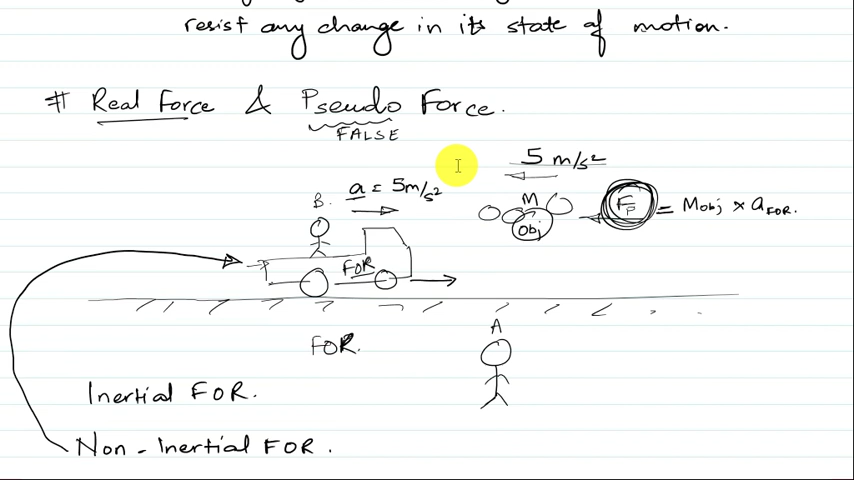 resist any change in its state of motion.
# Real Force & Pseudo Force.
FALSE
5 m/s²
B a = 5m/s²
M
Obj
Fp = Mobj × aFOR.
FOR
A
FOR.
Inertial FOR.
Non - Inertial FOR.